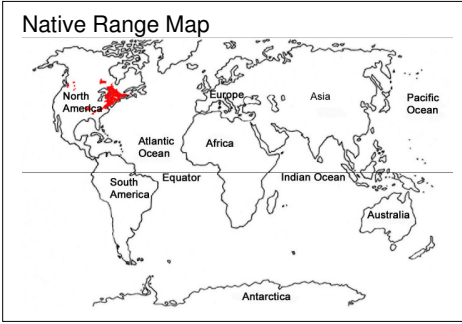 Native Range Map
North
America
Europe
Asia
Pacific
Ocean
Atlantic
Ocean
Africa
South
America
Equator
Indian Ocean
Australia
Antarctica